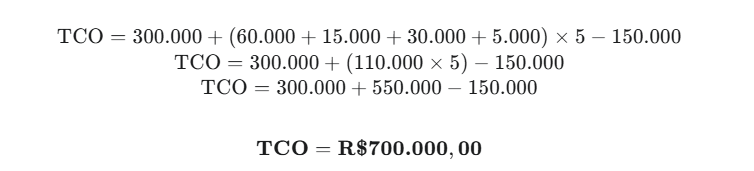 TCO = 300.000 + (60.000 + 15.000 + 30.000 + 5.000) × 5 − 150.000
TCO = 300.000 + (110.000 × 5) − 150.000
TCO = 300.000 + 550.000 − 150.000
TCO = R$700.000, 00